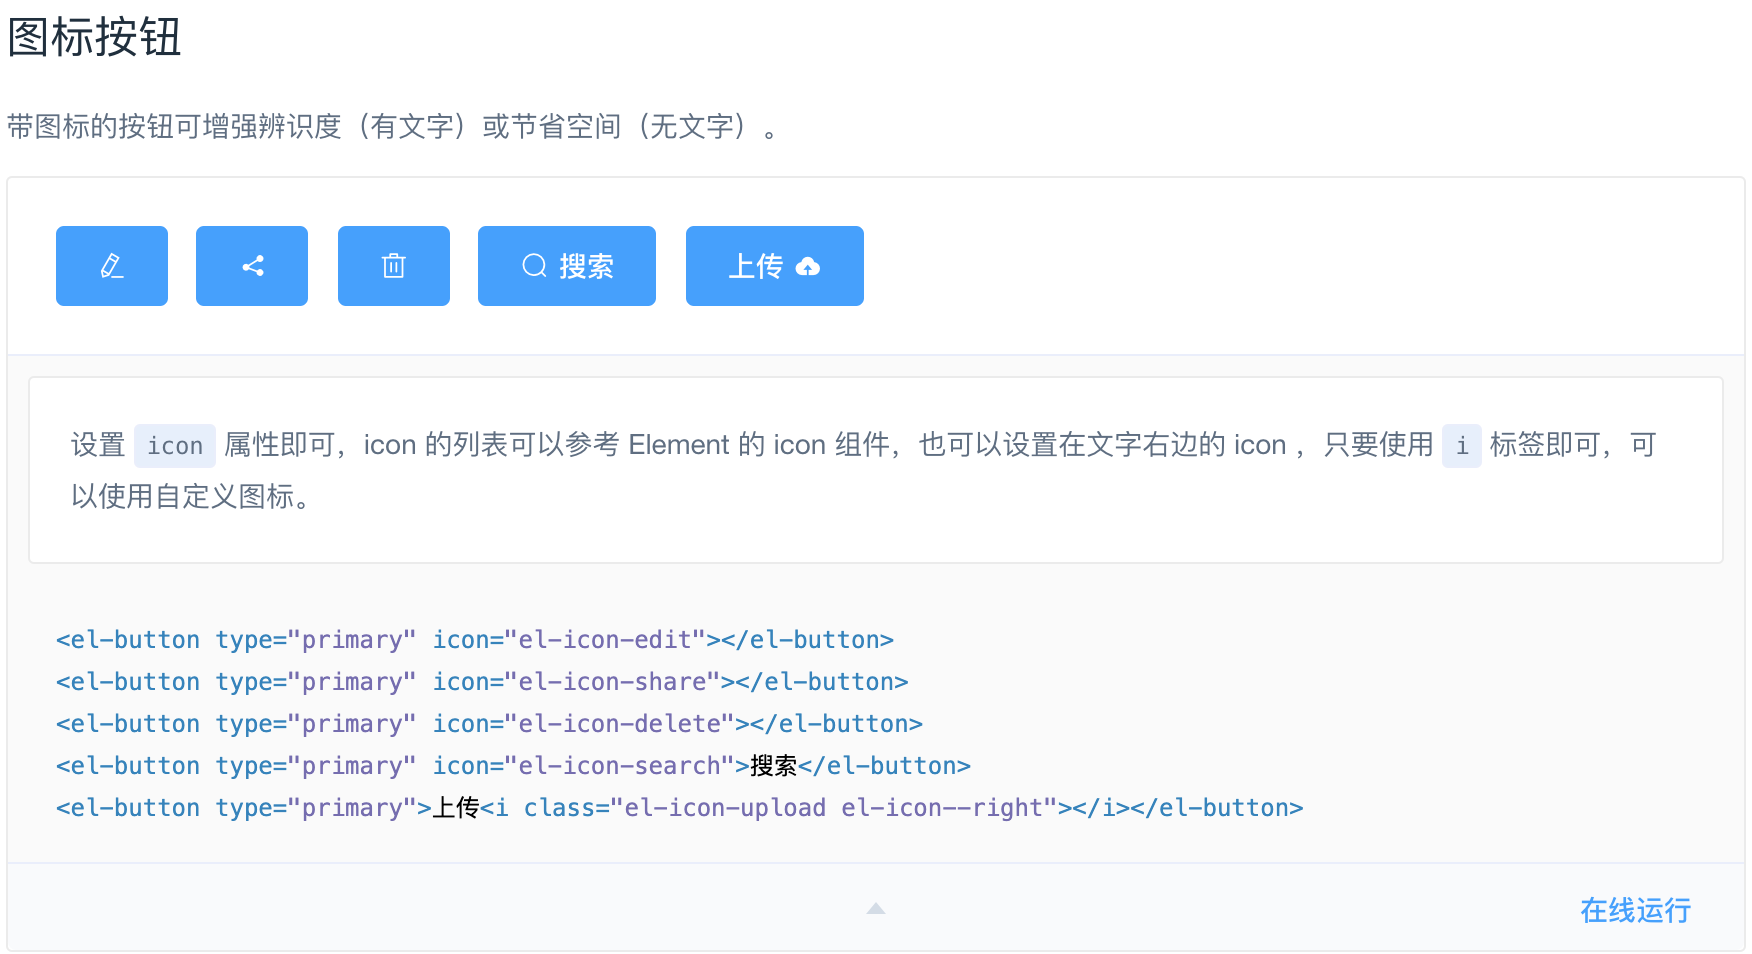 图标按钮
带图标的按钮可增强辨识度（有文字）或节省空间（无文字）。
搜索
上传
设置 icon 属性即可，icon 的列表可以参考 Element 的 icon 组件，也可以设置在文字右边的 icon ，只要使用 i 标签即可，可
以使用自定义图标。
<el-button type="primary" icon="el-icon-edit"></el-button>
<el-button type="primary" icon="el-icon-share"></el-button>
<el-button type="primary" icon="el-icon-delete"></el-button>
<el-button type="primary" icon="el-icon-search">搜索</el-button>
<el-button type="primary">上传<i class="el-icon-upload el-icon--right"></i></el-button>
在线运行